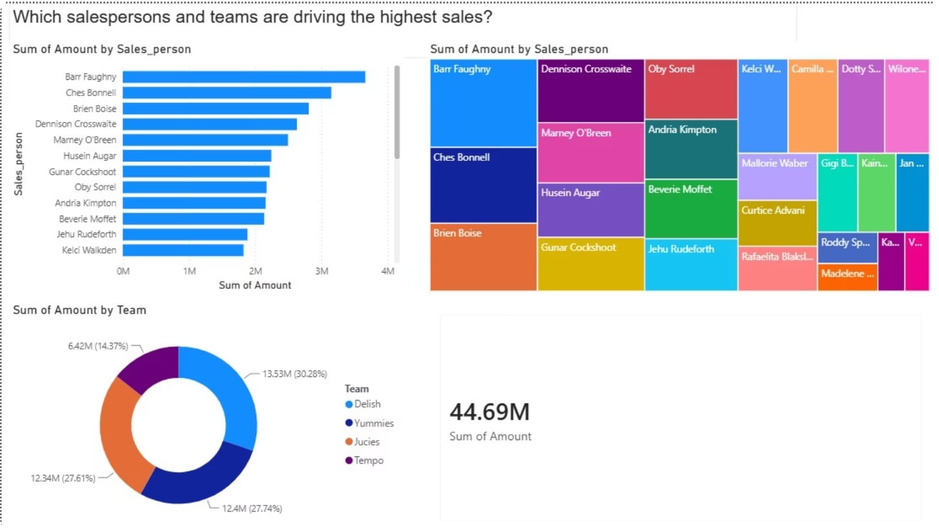 Which salespersons and teams are driving the highest sales?
Sum of Amount by Sales_person
Sales_person
Barr Faughny
Ches Bonnell
Brien Boise
Dennison Crosswaite
Marney O'Breen
Husein Augar
Gunar Cockshoot
Oby Sorrel
Andria Kimpton
Beverie Moffet
Jehu Rudeforth
Kelci Walkden
0M 1M 2M 3M 4M
Sum of Amount
Sum of Amount by Sales_person
Barr Faughny
Ches Bonnell
Brien Boise
Dennison Crosswaite
Marney O'Breen
Husein Augar
Gunar Cockshoot
Oby Sorrel
Andria Kimpton
Beverie Moffet
Jehu Rudeforth
Kelci W... Camilla ... Dotty S... Wilone...
Mallorie Waber
Curtice Advani
Rafaelita Blaksl...
Gigi B... Kain... Jan ...
Roddy Sp... Ka... V...
Madelene ...
Sum of Amount by Team
6.42M (14.37%)
13.53M (30.28%)
12.34M (27.61%)
12.4M (27.74%)
Team
Delish
Yummies
Jucies
Tempo
44.69M
Sum of Amount